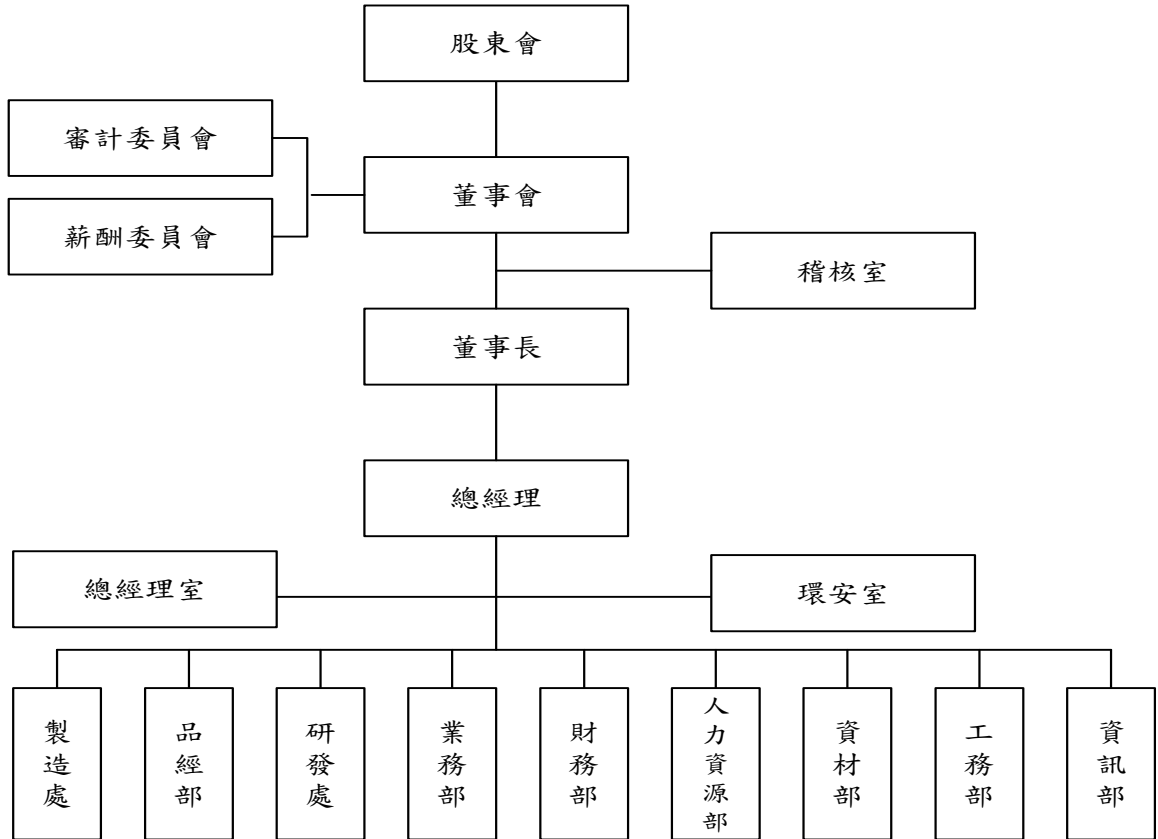 股東會
審計委員會
董事會
薪酬委員會
稽核室
董事長
總經理
總經理室
環安室
製造處
品經部
研發處
業務部
財務部
人力資源部
資材部
工務部
資訊部